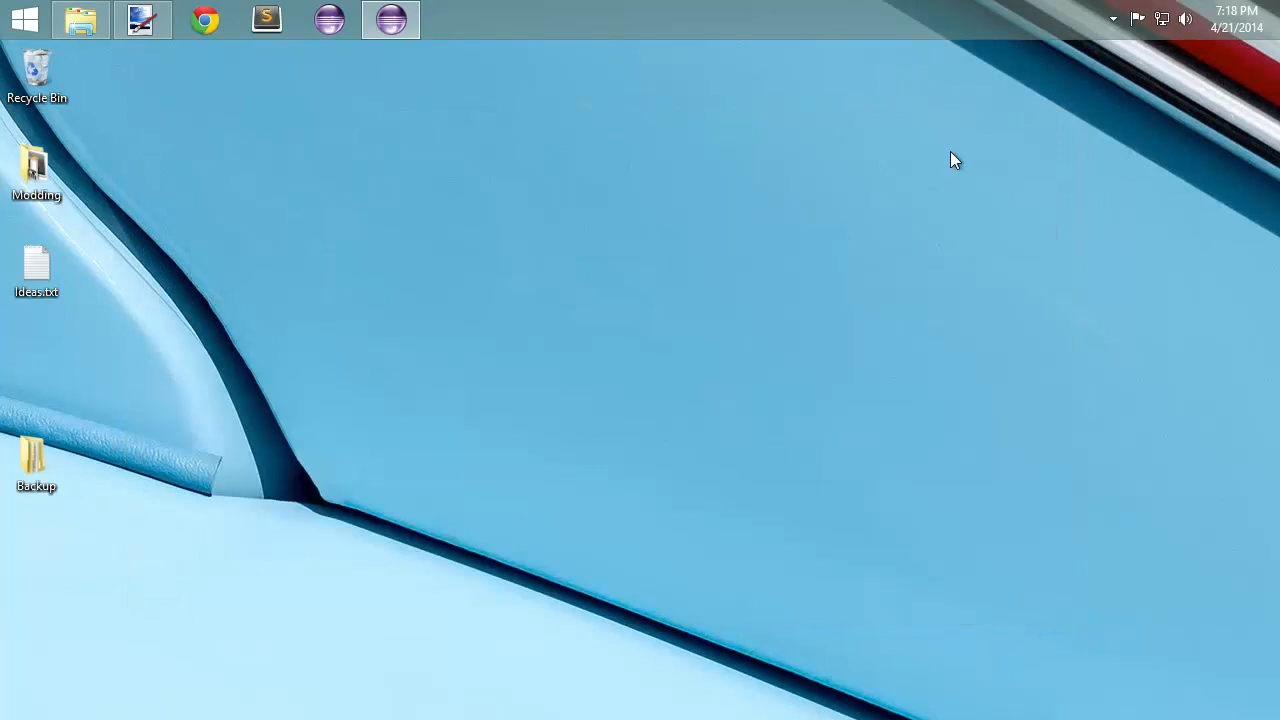 7:18 PM
4/21/2014
Recycle Bin
Modding
Ideas.txt
Backup